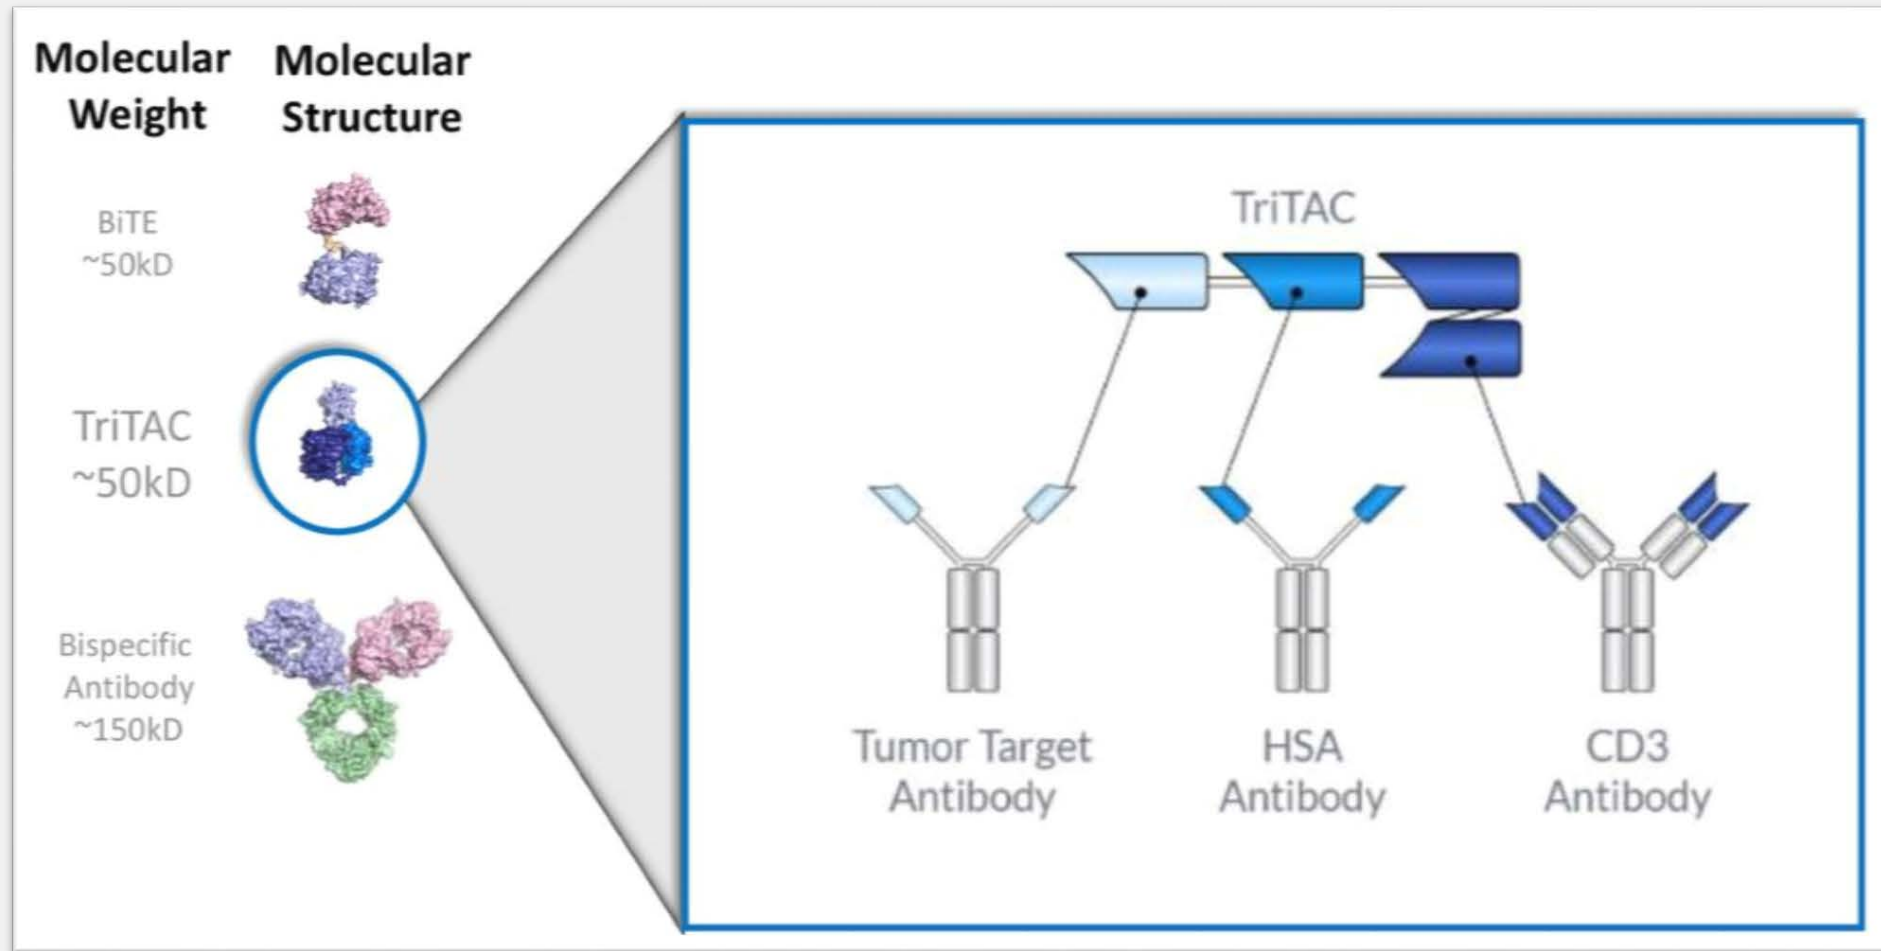 Molecular
Weight
Molecular
Structure
BiTE
~50kD
TriTAC
~50kD
Bispecific
Antibody
~150kD
TriTAC
Tumor Target
Antibody
HSA
Antibody
CD3
Antibody